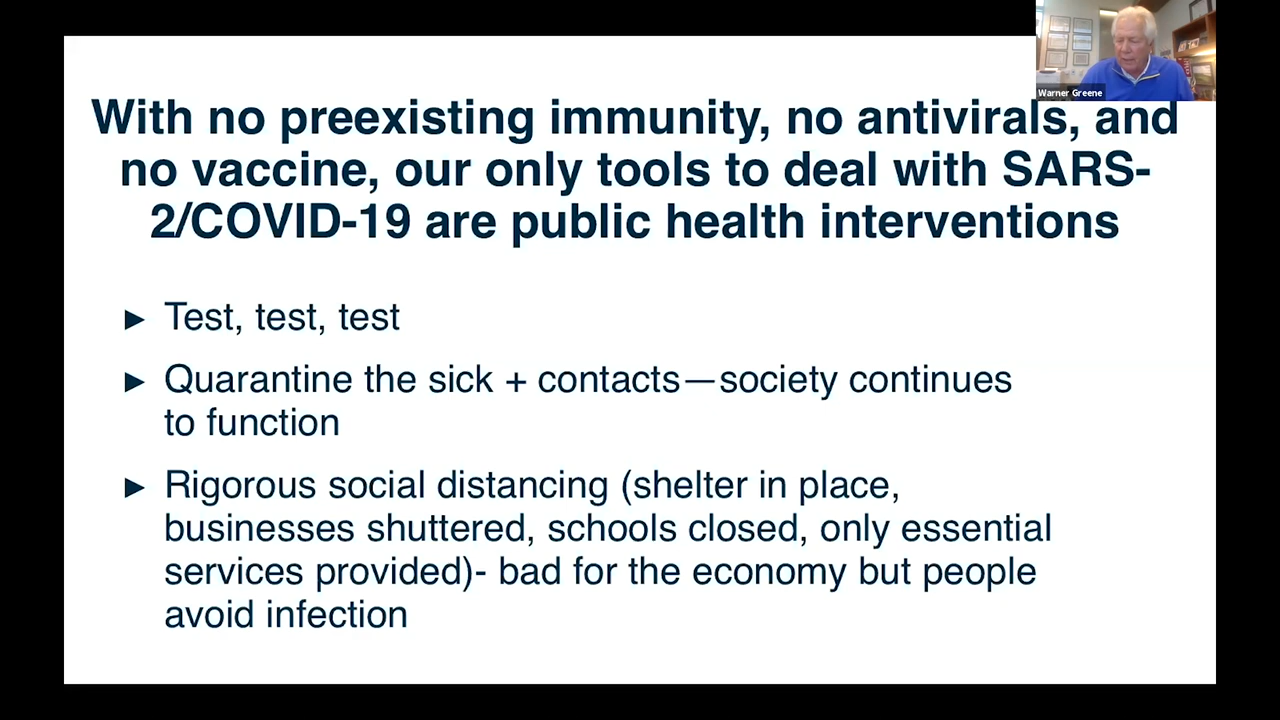 Warner Greene
With no preexisting immunity, no antivirals, and
no vaccine, our only tools to deal with SARS-
2/COVID-19 are public health interventions
► Test, test, test
► Quarantine the sick + contacts—society continues
to function
► Rigorous social distancing (shelter in place,
businesses shuttered, schools closed, only essential
services provided)- bad for the economy but people
avoid infection